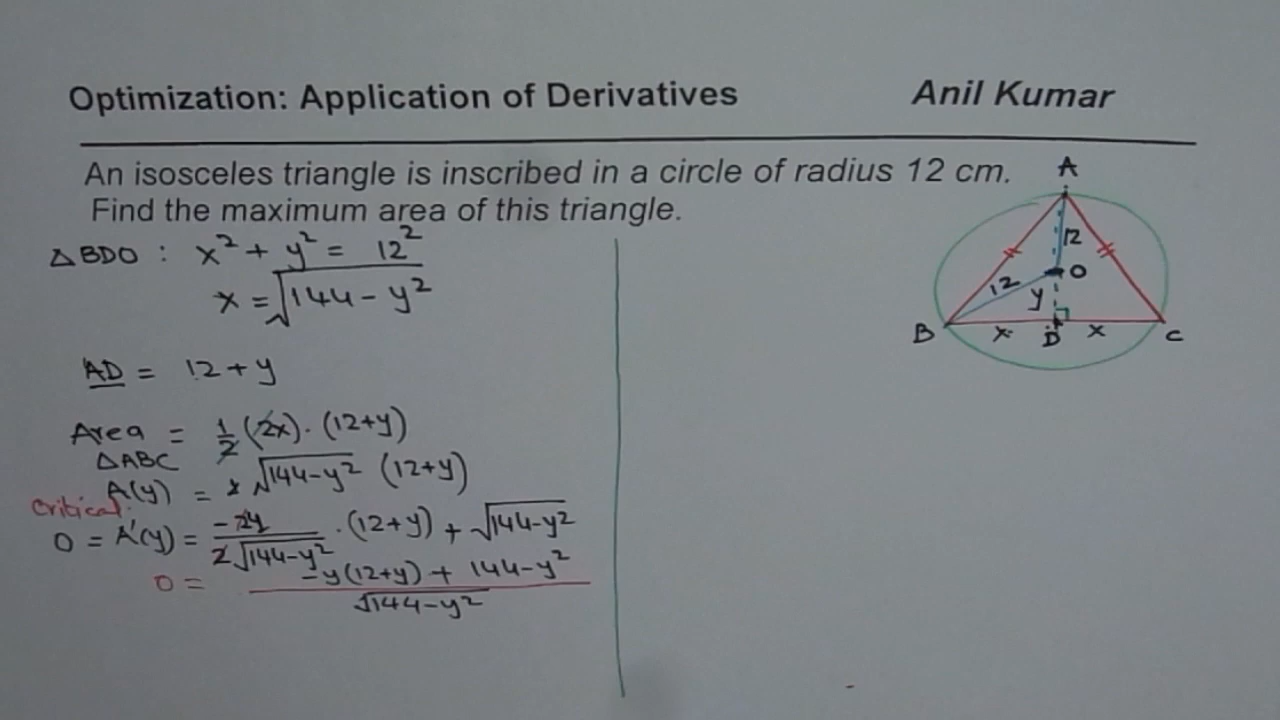 Optimization: Application of Derivatives Anil Kumar
An isosceles triangle is inscribed in a circle of radius 12 cm.
Find the maximum area of this triangle.
△BDO : x² + y² = 12²
x = √144 - y²
AD = 12 + y
Area = 1/2 (2x) · (12+y)
△ABC
A(y) = √144-y² (12+y)
Critical
0 = A'(y) = -2y / 2√144-y² · (12+y) + √144-y²
0 = -y(12+y) + 144-y² / √144-y²
A
12
O
12
y
B x D x C